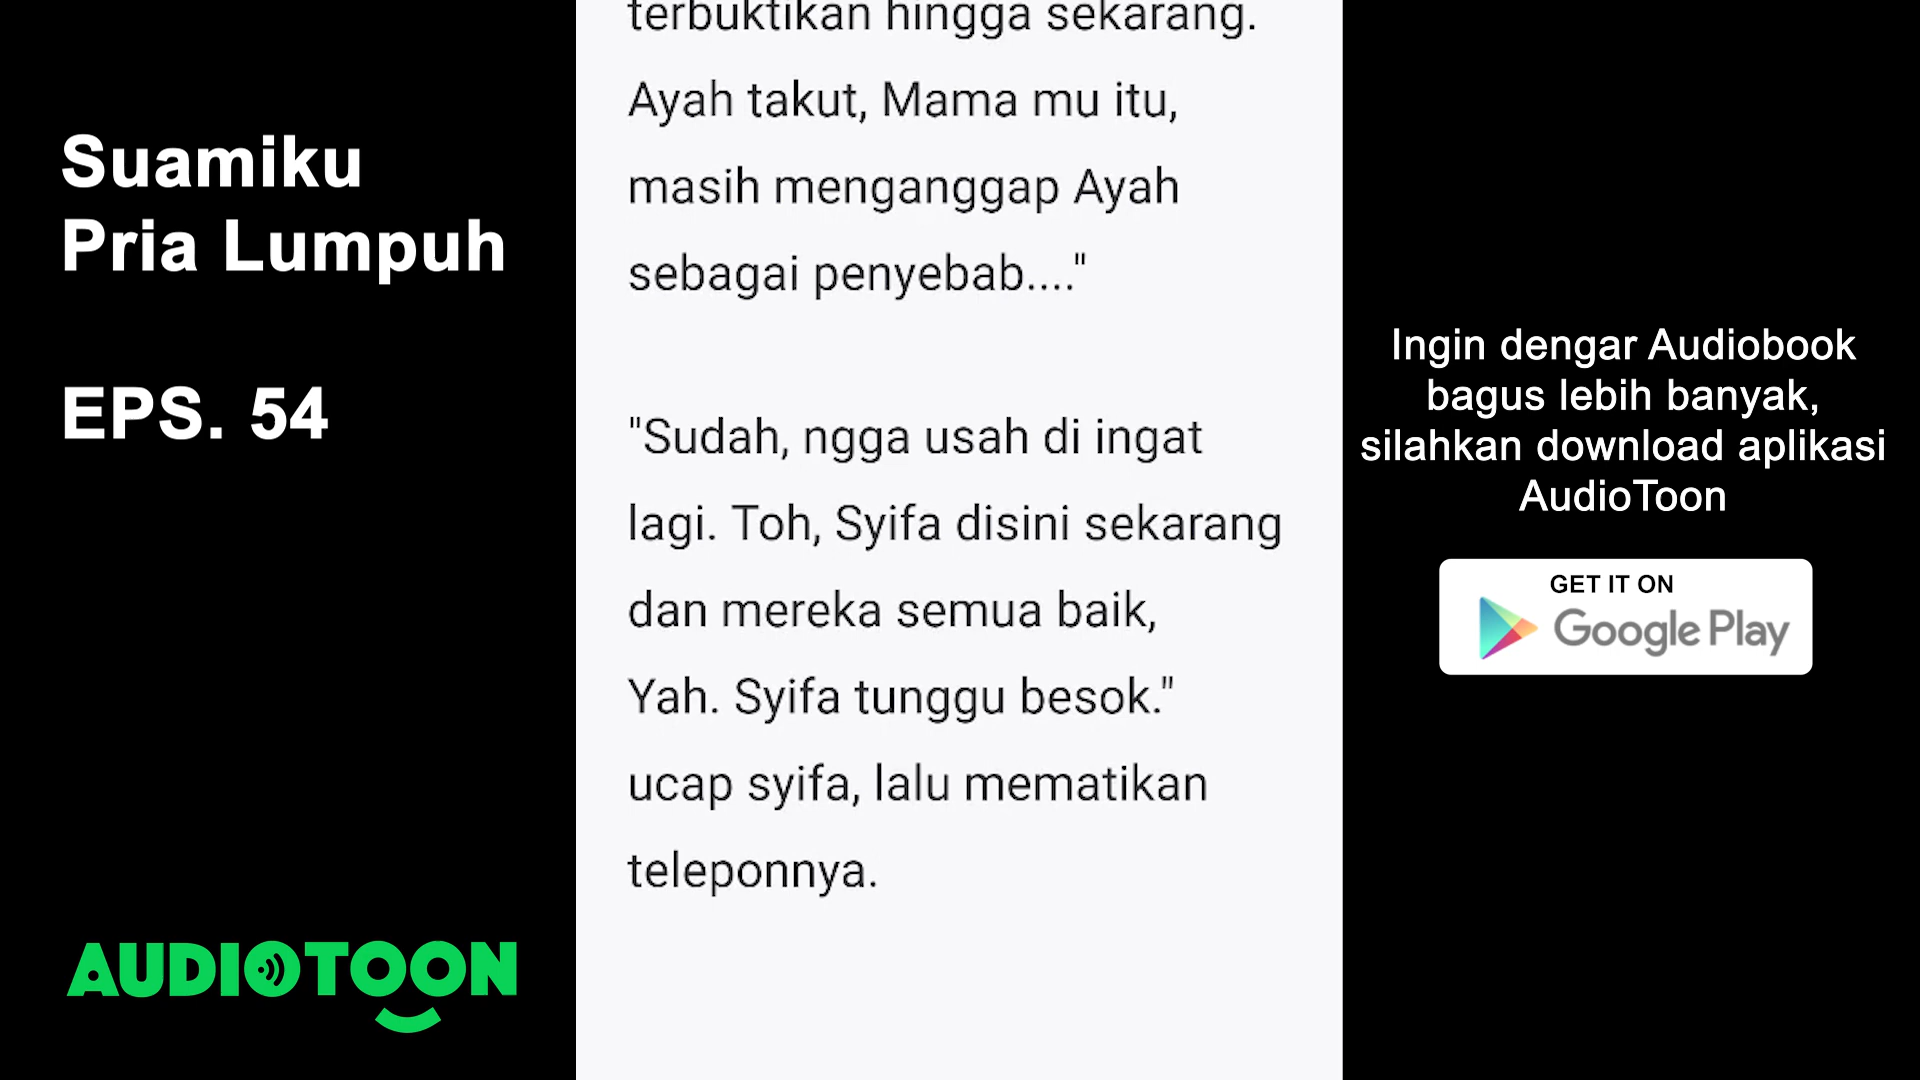 Suamiku
Pria Lumpuh
EPS. 54
AUDIOTOON
terbuktikan hingga sekarang.
Ayah takut, Mama mu itu,
masih menganggap Ayah
sebagai penyebab...."
"Sudah, ngga usah di ingat
lagi. Toh, Syifa disini sekarang
dan mereka semua baik,
Yah. Syifa tunggu besok."
ucap syifa, lalu mematikan
teleponnya.
Ingin dengar Audiobook
bagus lebih banyak,
silahkan download aplikasi
AudioToon
GET IT ON
Google Play